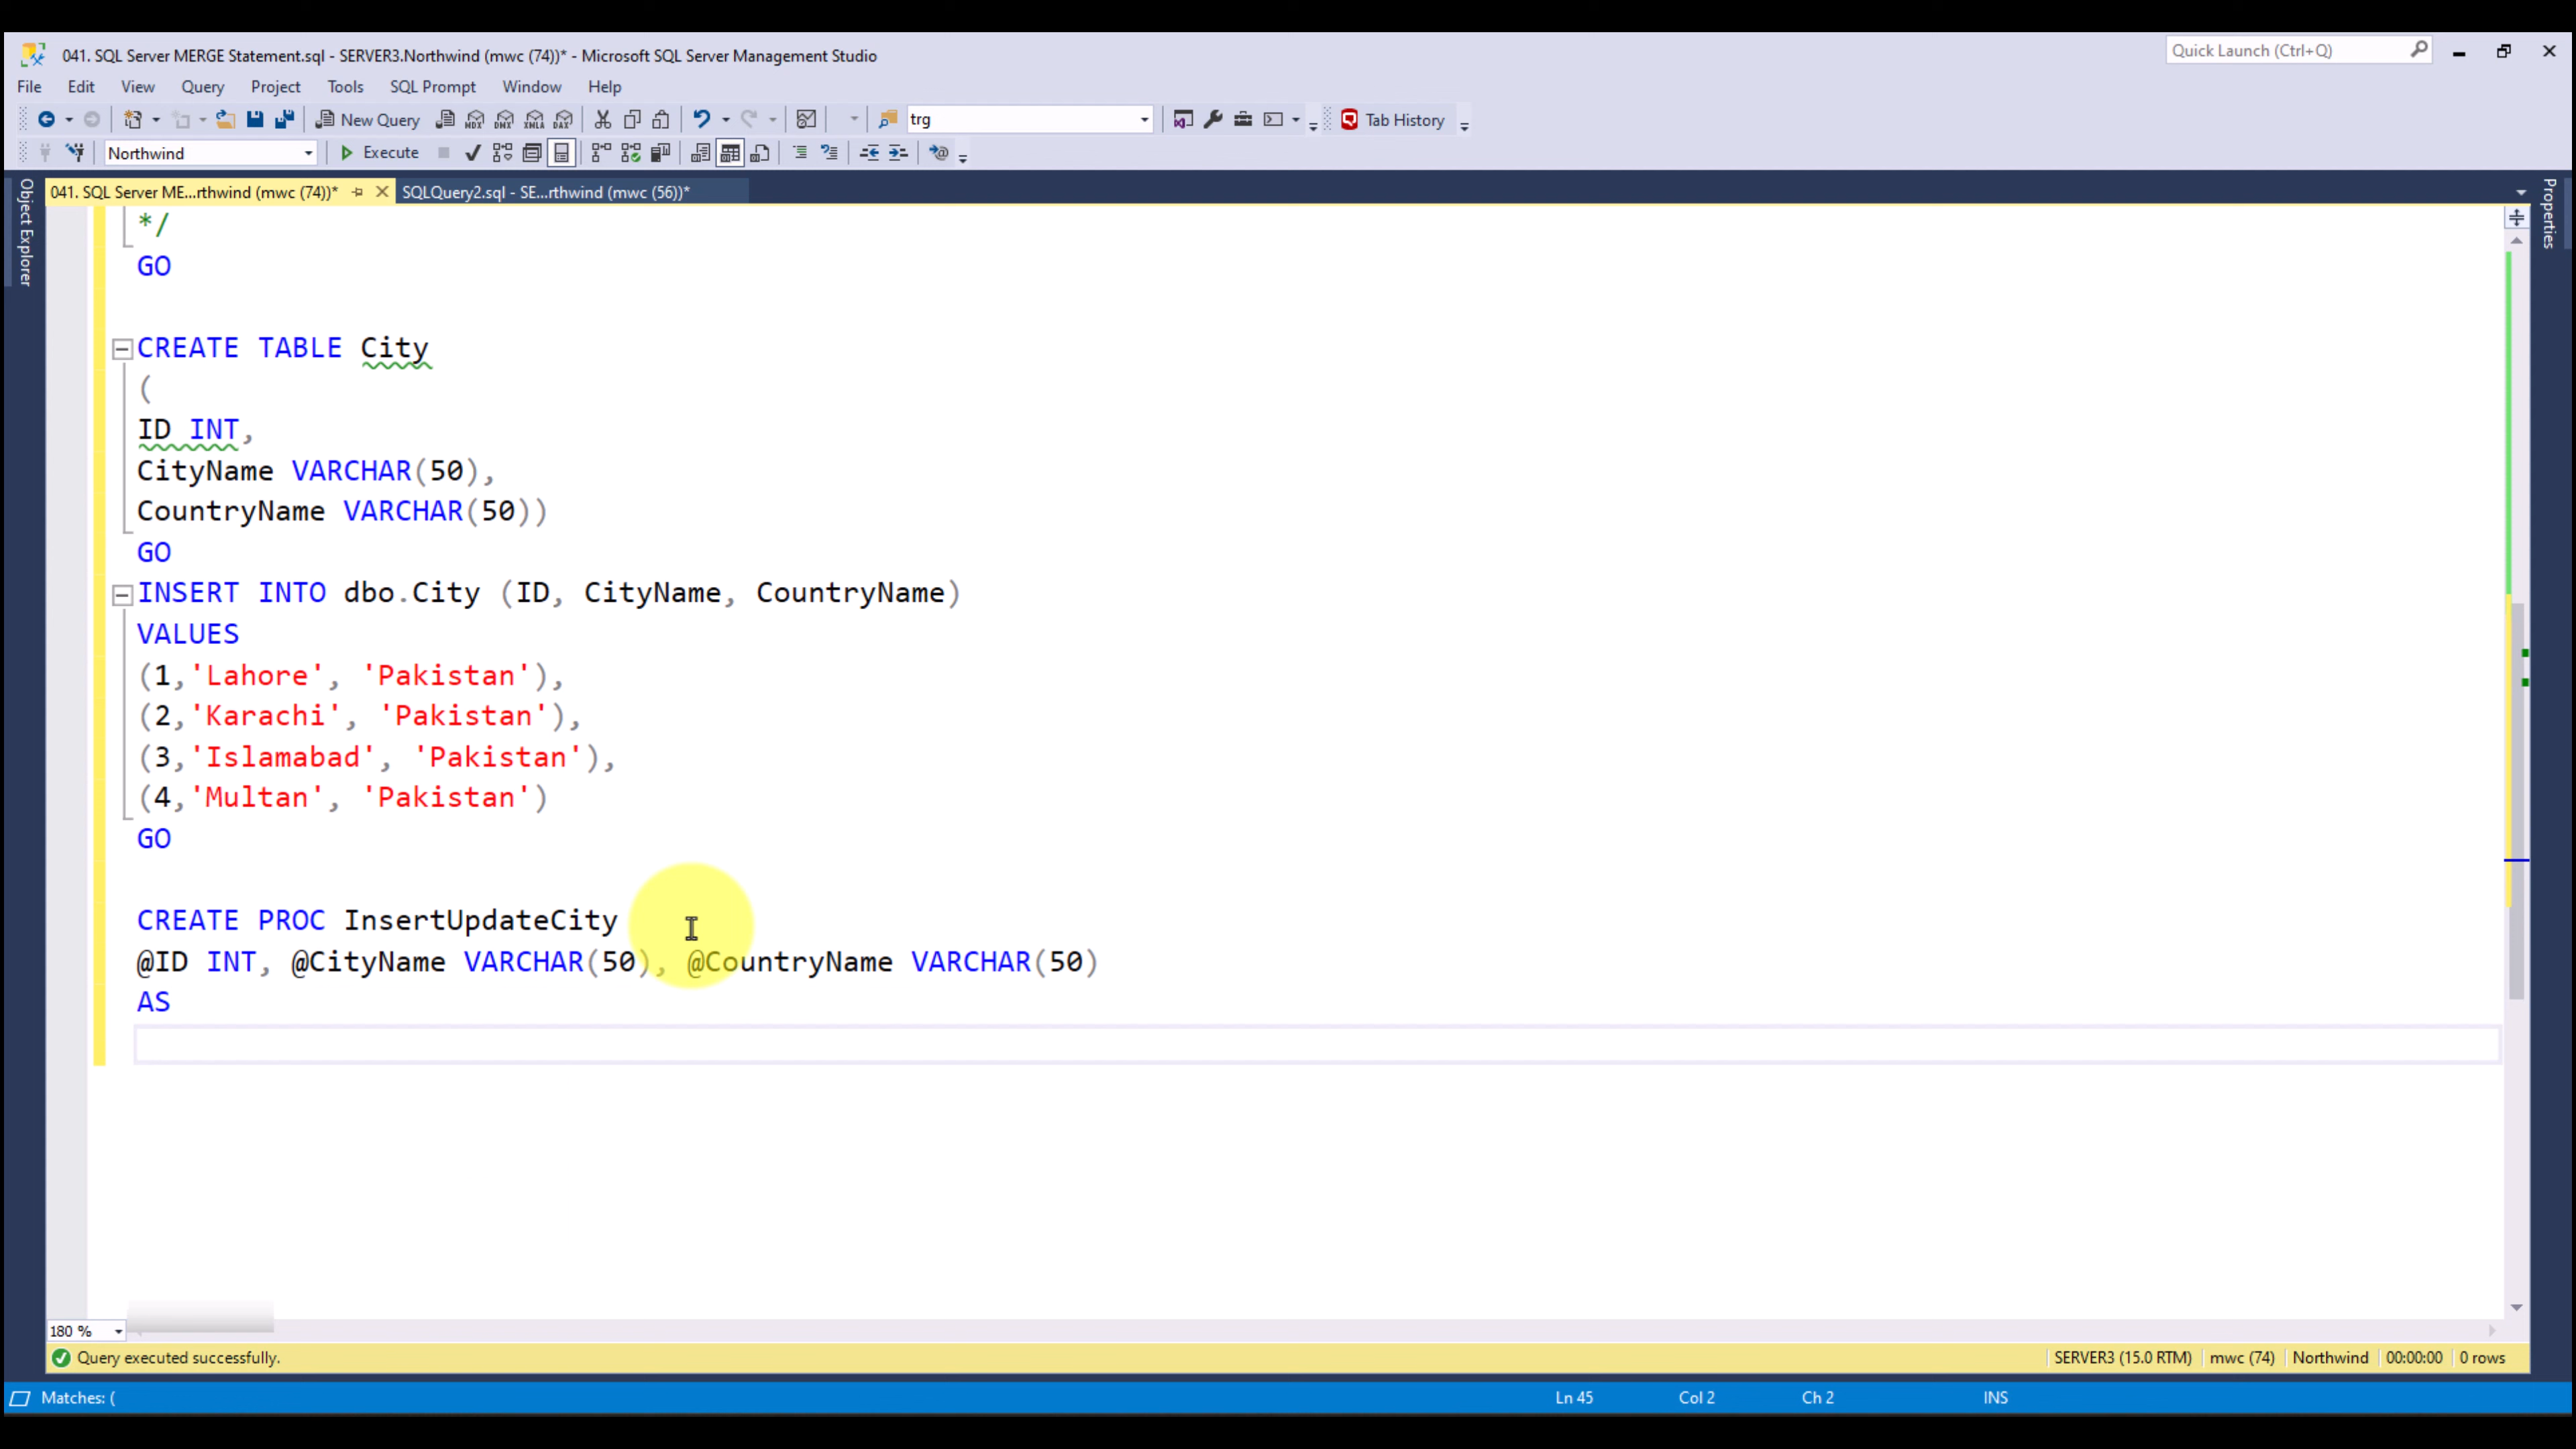 041. SQL Server MERGE Statement.sql - SERVER3.Northwind (mwc (74))* - Microsoft SQL Server Management Studio
Quick Launch (Ctrl+Q)
File Edit View Query Project Tools SQL Prompt Window Help
New Query MDX DMX XMLA DAX trg Tab History
Northwind Execute
041. SQL Server ME...rthwind (mwc (74))* SQLQuery2.sql - SE...rthwind (mwc (56))*
Object Explorer
Properties
*/
GO
CREATE TABLE City
(
ID INT,
CityName VARCHAR(50),
CountryName VARCHAR(50))
GO
INSERT INTO dbo.City (ID, CityName, CountryName)
VALUES
(1,'Lahore', 'Pakistan'),
(2,'Karachi', 'Pakistan'),
(3,'Islamabad', 'Pakistan'),
(4,'Multan', 'Pakistan')
GO
CREATE PROC InsertUpdateCity
@ID INT, @CityName VARCHAR(50), @CountryName VARCHAR(50)
AS
180 %
Query executed successfully. SERVER3 (15.0 RTM) mwc (74) Northwind 00:00:00 0 rows
Matches: ( Ln 45 Col 2 Ch 2 INS